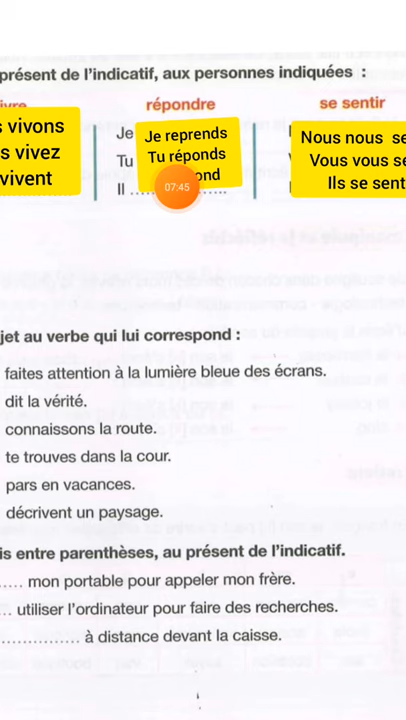 présent de l'indicatif, aux personnes indiquées :
répondre
se sentir
s vivons
s vivez
vivent
Je
Tu
Il ..............
Je reprends
Tu réponds
ond
07:45
Nous nous se
Vous vous se
Ils se sent
jet au verbe qui lui correspond :
faites attention à la lumière bleue des écrans.
dit la vérité.
connaissons la route.
te trouves dans la cour.
pars en vacances.
décrivent un paysage.
is entre parenthèses, au présent de l'indicatif.
.... mon portable pour appeler mon frère.
.. utiliser l'ordinateur pour faire des recherches.
............... à distance devant la caisse.